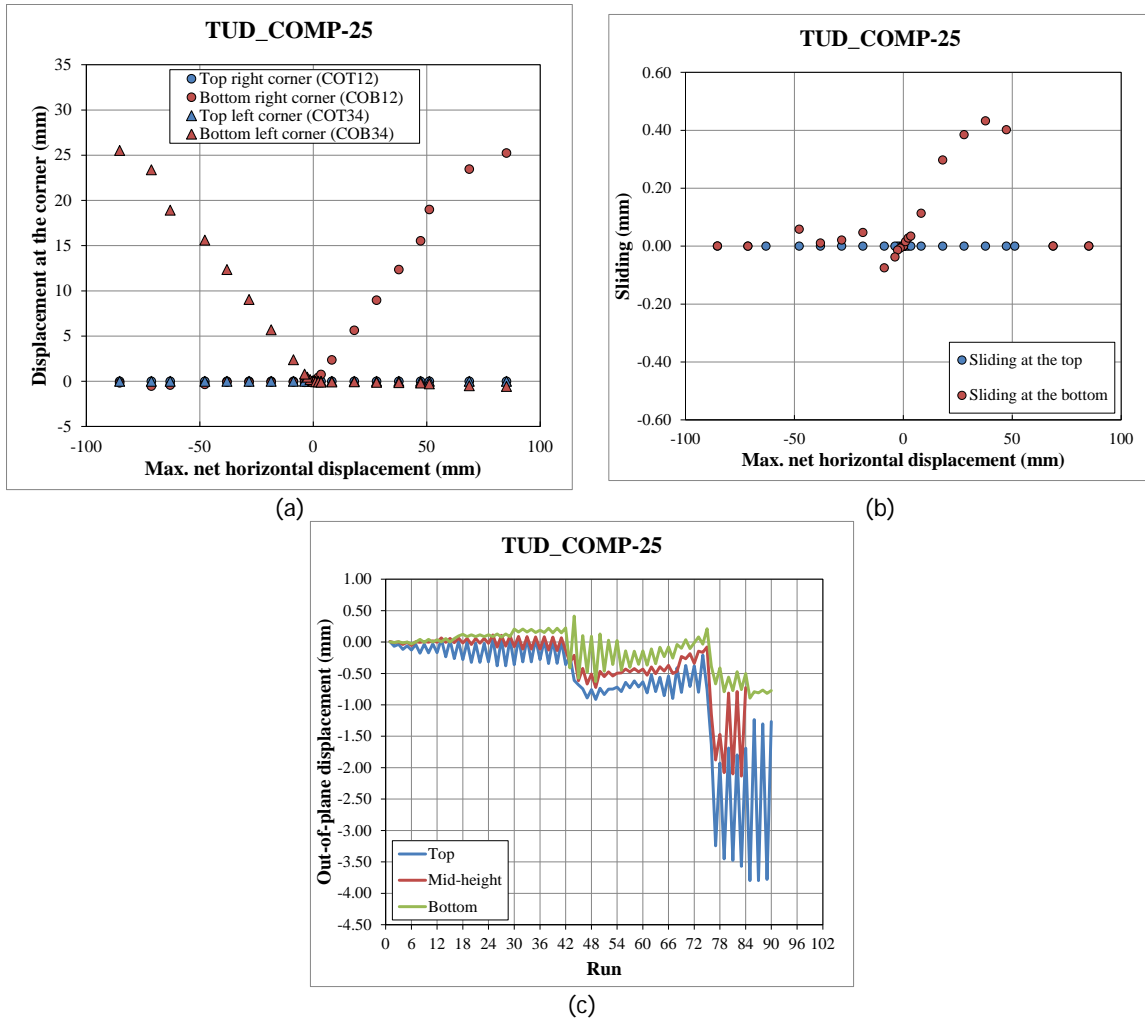 TUD_COMP-25
35
30
25
20
15
10
5
0
-5
Displacement at the corner (mm)
Top right corner (COT12)
Bottom right corner (COB12)
Top left corner (COT34)
Bottom left corner (COB34)
-100 -50 0 50 100
Max. net horizontal displacement (mm)
(a)
TUD_COMP-25
0.60
0.40
0.20
0.00
-0.20
-0.40
-0.60
Sliding (mm)
Sliding at the top
Sliding at the bottom
-100 -50 0 50 100
Max. net horizontal displacement (mm)
(b)
TUD_COMP-25
1.00
0.50
0.00
-0.50
-1.00
-1.50
-2.00
-2.50
-3.00
-3.50
-4.00
-4.50
Out-of-plane displacement (mm)
Top
Mid-height
Bottom
0 6 12 18 24 30 36 42 48 54 60 66 72 78 84 90 96 102
Run
(c)